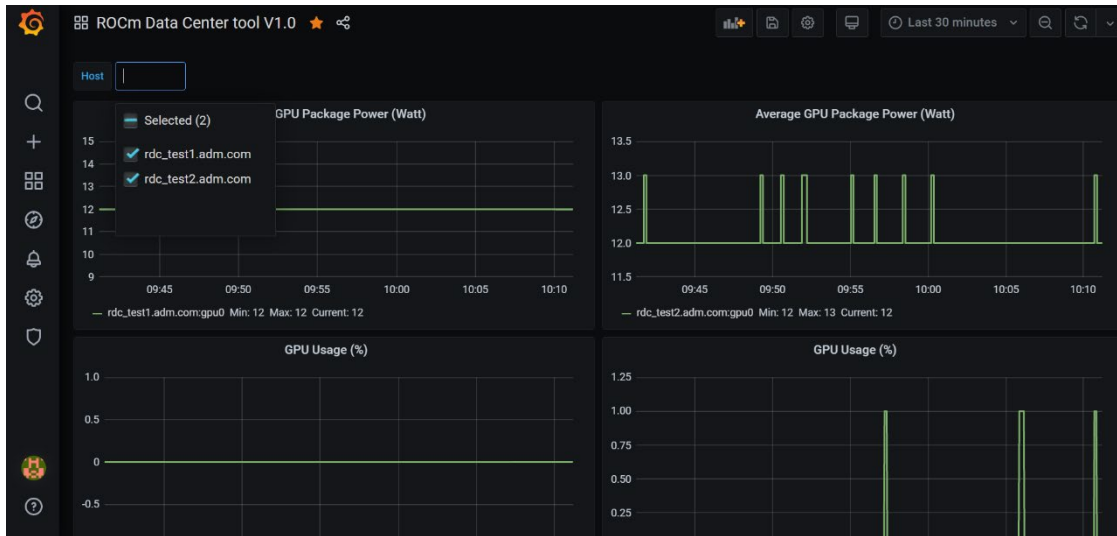 ROCm Data Center tool V1.0
Last 30 minutes
Host
Selected (2)
rdc_test1.adm.com
rdc_test2.adm.com
GPU Package Power (Watt)
15
14
13
12
11
10
9
09:45 09:50 09:55 10:00 10:05 10:10
rdc_test1.adm.com:gpu0 Min: 12 Max: 12 Current: 12
Average GPU Package Power (Watt)
13.5
13.0
12.5
12.0
11.5
09:45 09:50 09:55 10:00 10:05 10:10
rdc_test2.adm.com:gpu0 Min: 12 Max: 13 Current: 12
GPU Usage (%)
1.0
0.5
0
-0.5
GPU Usage (%)
1.25
1.00
0.75
0.50
0.25